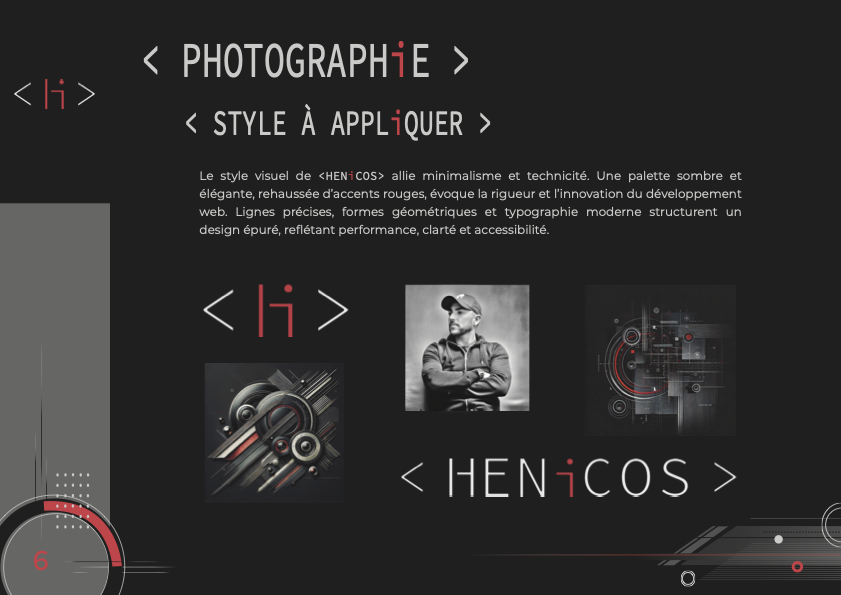 < PHOTOGRAPHiE >
< hi >
< STYLE À APPLiQUER >
Le style visuel de <HENiCOS> allie minimalisme et technicité. Une palette sombre et
élégante, rehaussée d’accents rouges, évoque la rigueur et l’innovation du développement
web. Lignes précises, formes géométriques et typographie moderne structurent un
design épuré, reflétant performance, clarté et accessibilité.
< hi >
< HENiCOS >
6